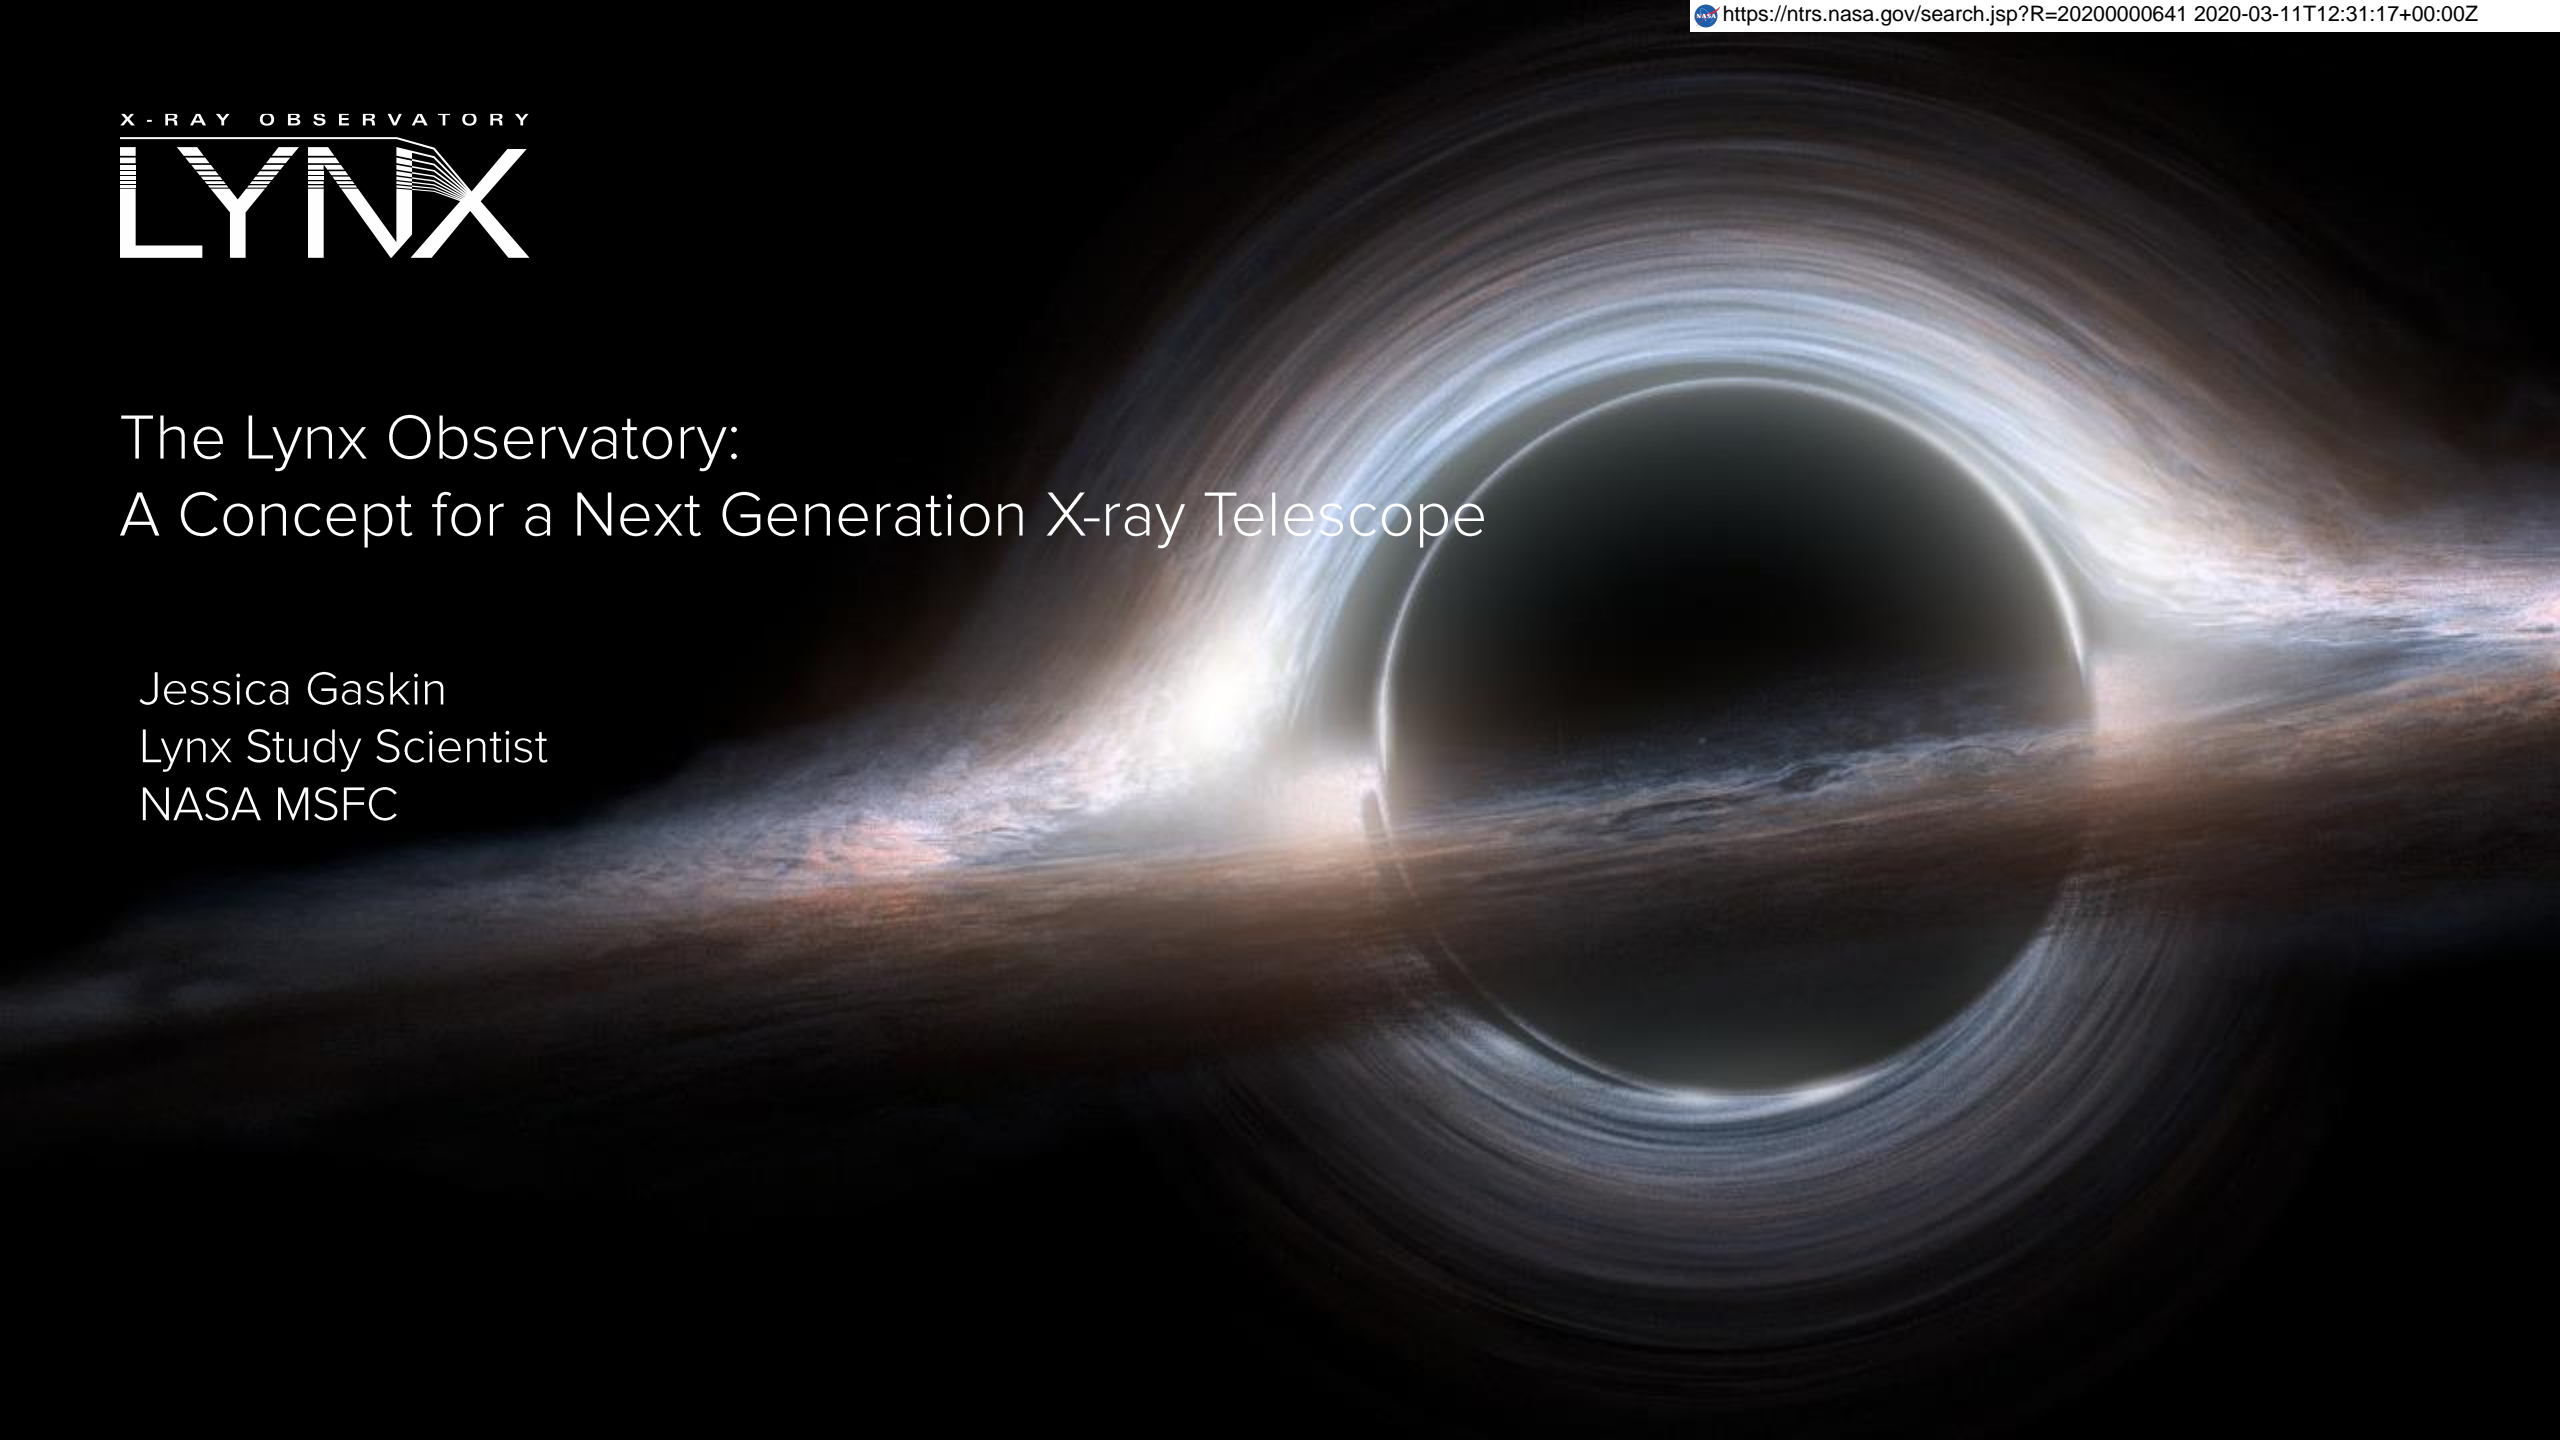 https://ntrs.nasa.gov/search.jsp?R=20200000641 2020-03-11T12:31:17+00:00Z
X-RAY OBSERVATORY
LYNX
The Lynx Observatory:
A Concept for a Next Generation X-ray Telescope
Jessica Gaskin
Lynx Study Scientist
NASA MSFC